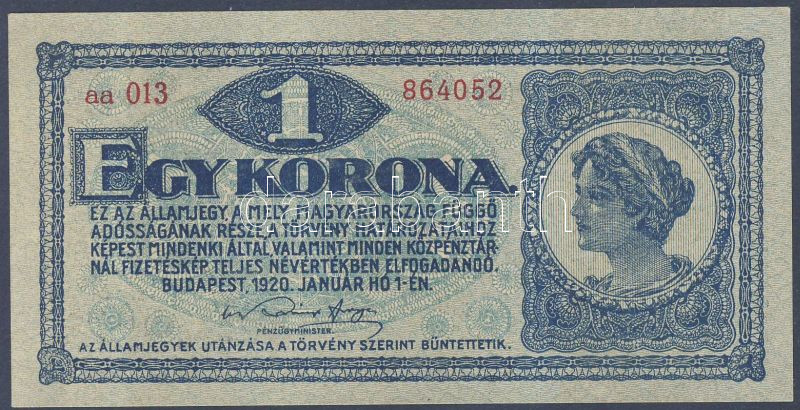 aa 013
1
864052
EGY KORONA.
EZ AZ ÁLLAMJEGY, A MELY MAGYARORSZÁG FÜGGŐ
ADÓSSÁGÁNAK RÉSZE, A TÖRVÉNY HATÁROZATAIHOZ
KÉPEST MINDENKI ÁLTAL, VALAMINT MINDEN KÖZPÉNZTÁR-
NÁL FIZETÉSKÉP TELJES NÉVÉRTÉKBEN ELFOGADANDÓ.
BUDAPEST, 1920. JANUÁR HÓ 1-ÉN.
PÉNZÜGYMINISTER.
AZ ÁLLAMJEGYEK UTÁNZÁSA A TÖRVÉNY SZERINT BÜNTETTETIK.
darabanth